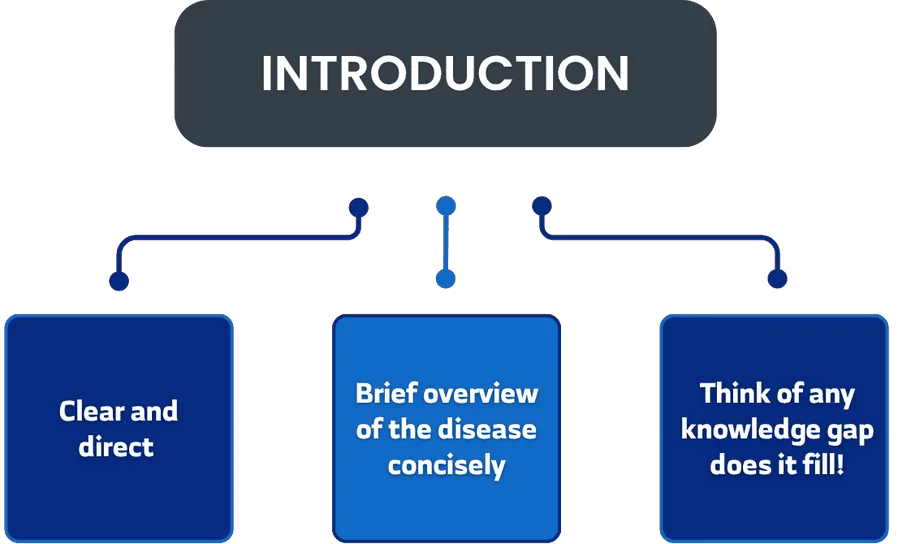 INTRODUCTION
Clear and
direct
Brief overview
of the disease
concisely
Think of any
knowledge gap
does it fill!